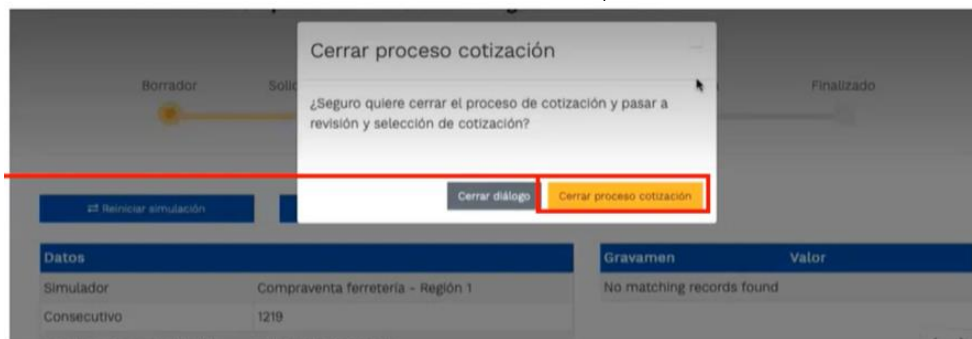 Cerrar proceso cotización
Borrador
Finalizado
¿Seguro quiere cerrar el proceso de cotización y pasar a
revisión y selección de cotización?
Cerrar diálogo Cerrar proceso cotización
⇄ Reiniciar simulación
Datos
Gravamen Valor
Simulador Compraventa ferretería - Región 1
No matching records found
Consecutivo 1219